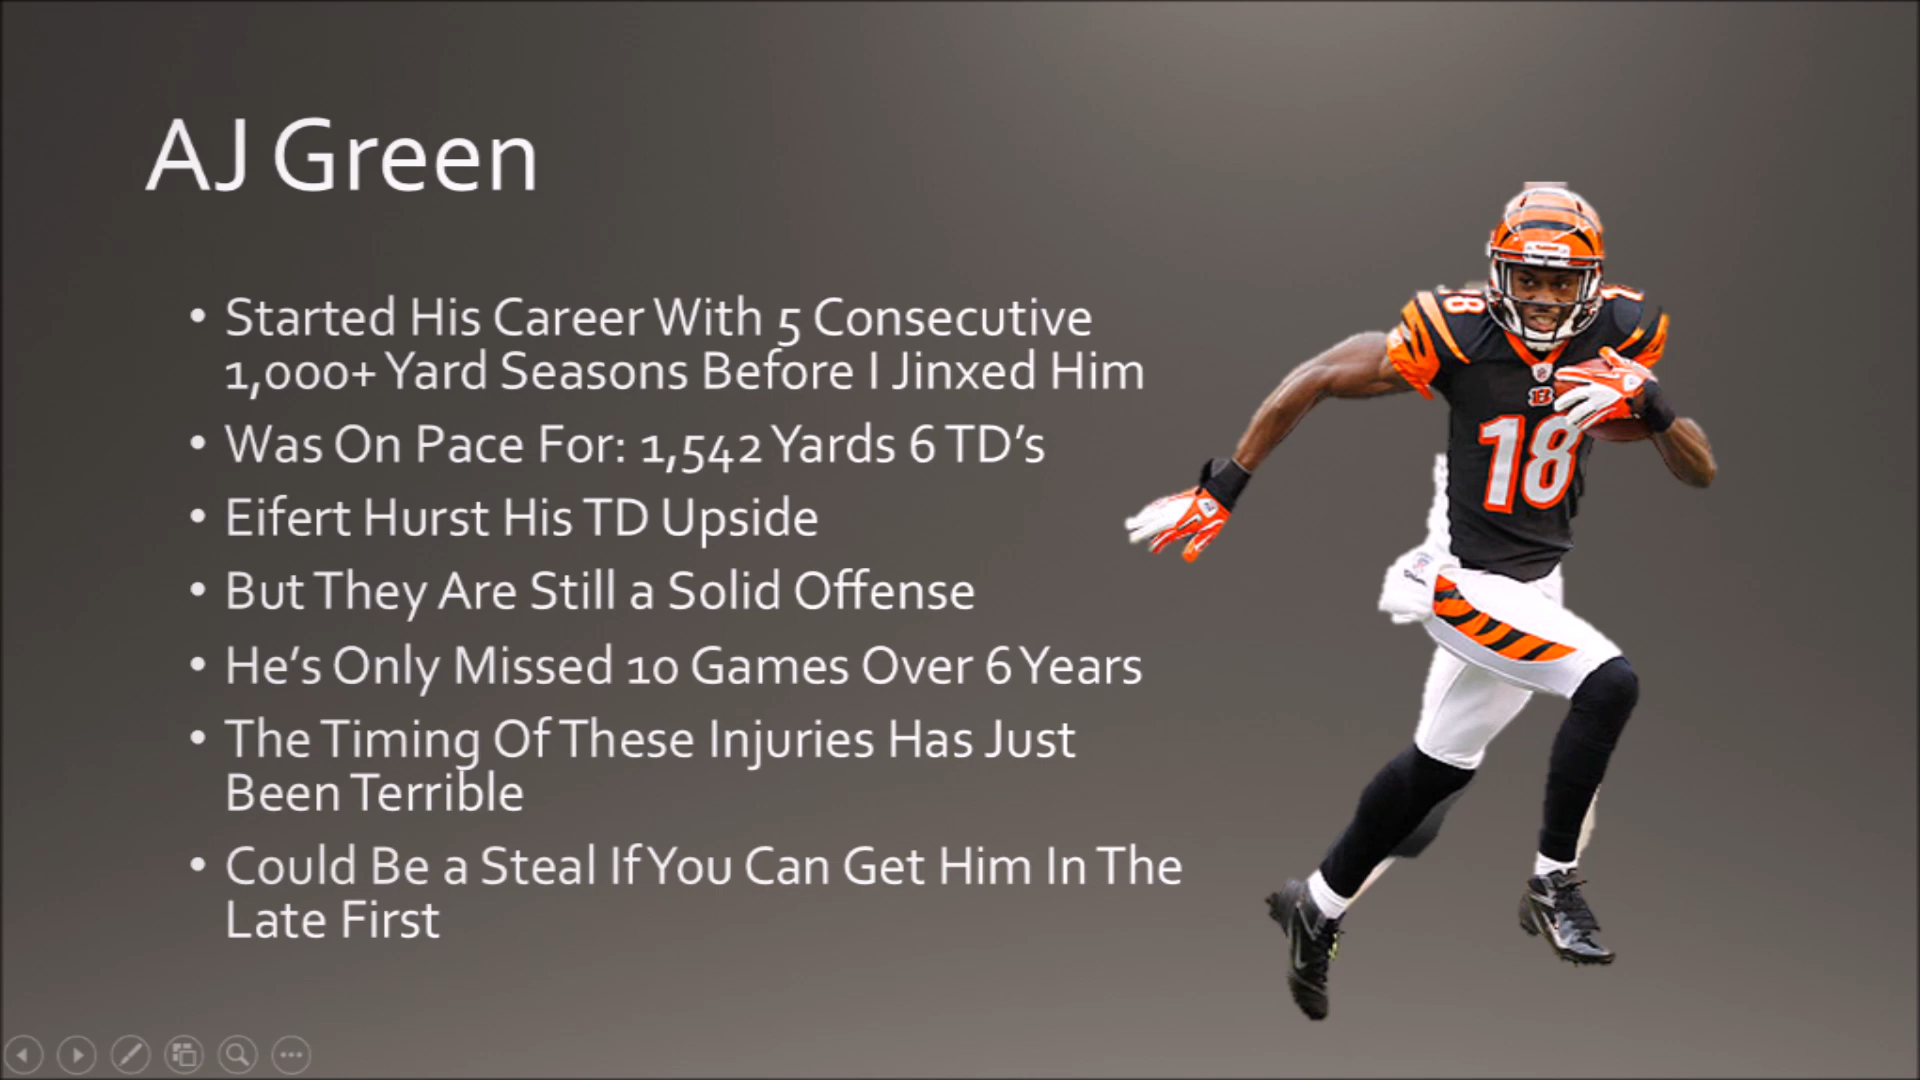 AJ Green
• Started His Career With 5 Consecutive
1,000+ Yard Seasons Before I Jinxed Him
• Was On Pace For: 1,542 Yards 6 TD’s
• Eifert Hurst His TD Upside
• But They Are Still a Solid Offense
• He’s Only Missed 10 Games Over 6 Years
• The Timing Of These Injuries Has Just
Been Terrible
• Could Be a Steal If You Can Get Him In The
Late First
18
B
18